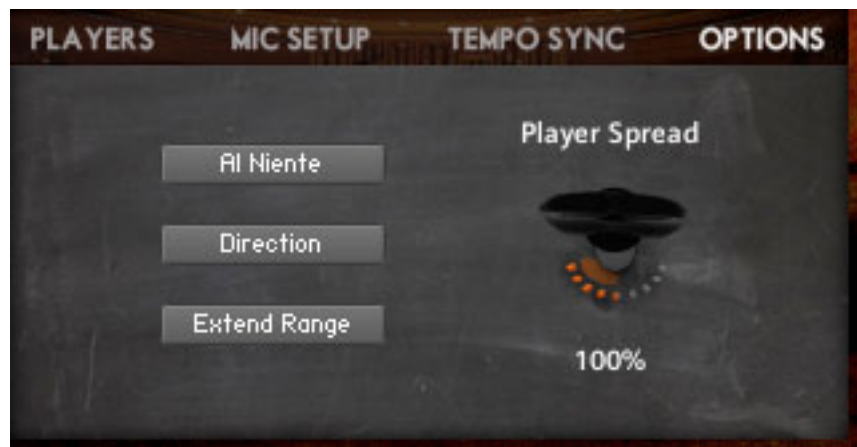 PLAYERS MIC SETUP TEMPO SYNC OPTIONS
Player Spread
Al Niente
Direction
Extend Range
100%